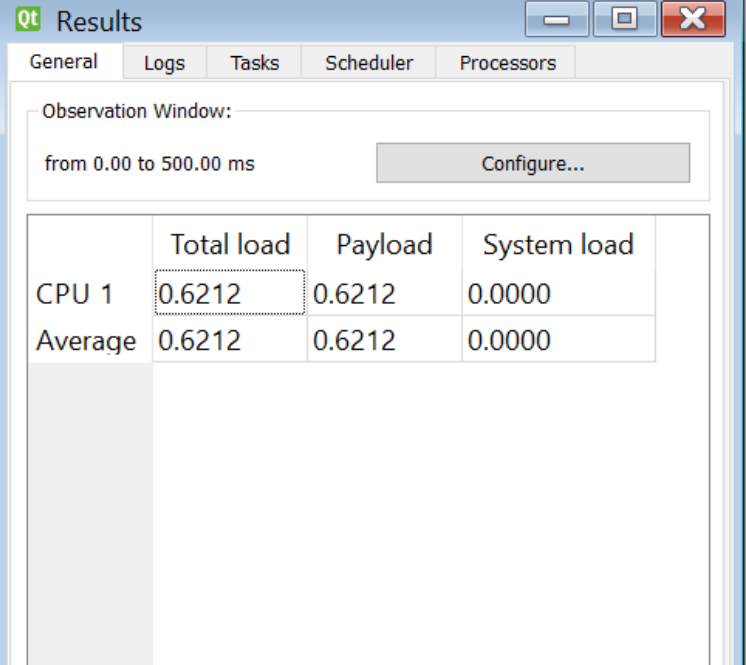 Qt Results
General Logs Tasks Scheduler Processors
Observation Window:
from 0.00 to 500.00 ms Configure...
Total load Payload System load
CPU 1 0.6212 0.6212 0.0000
Average 0.6212 0.6212 0.0000